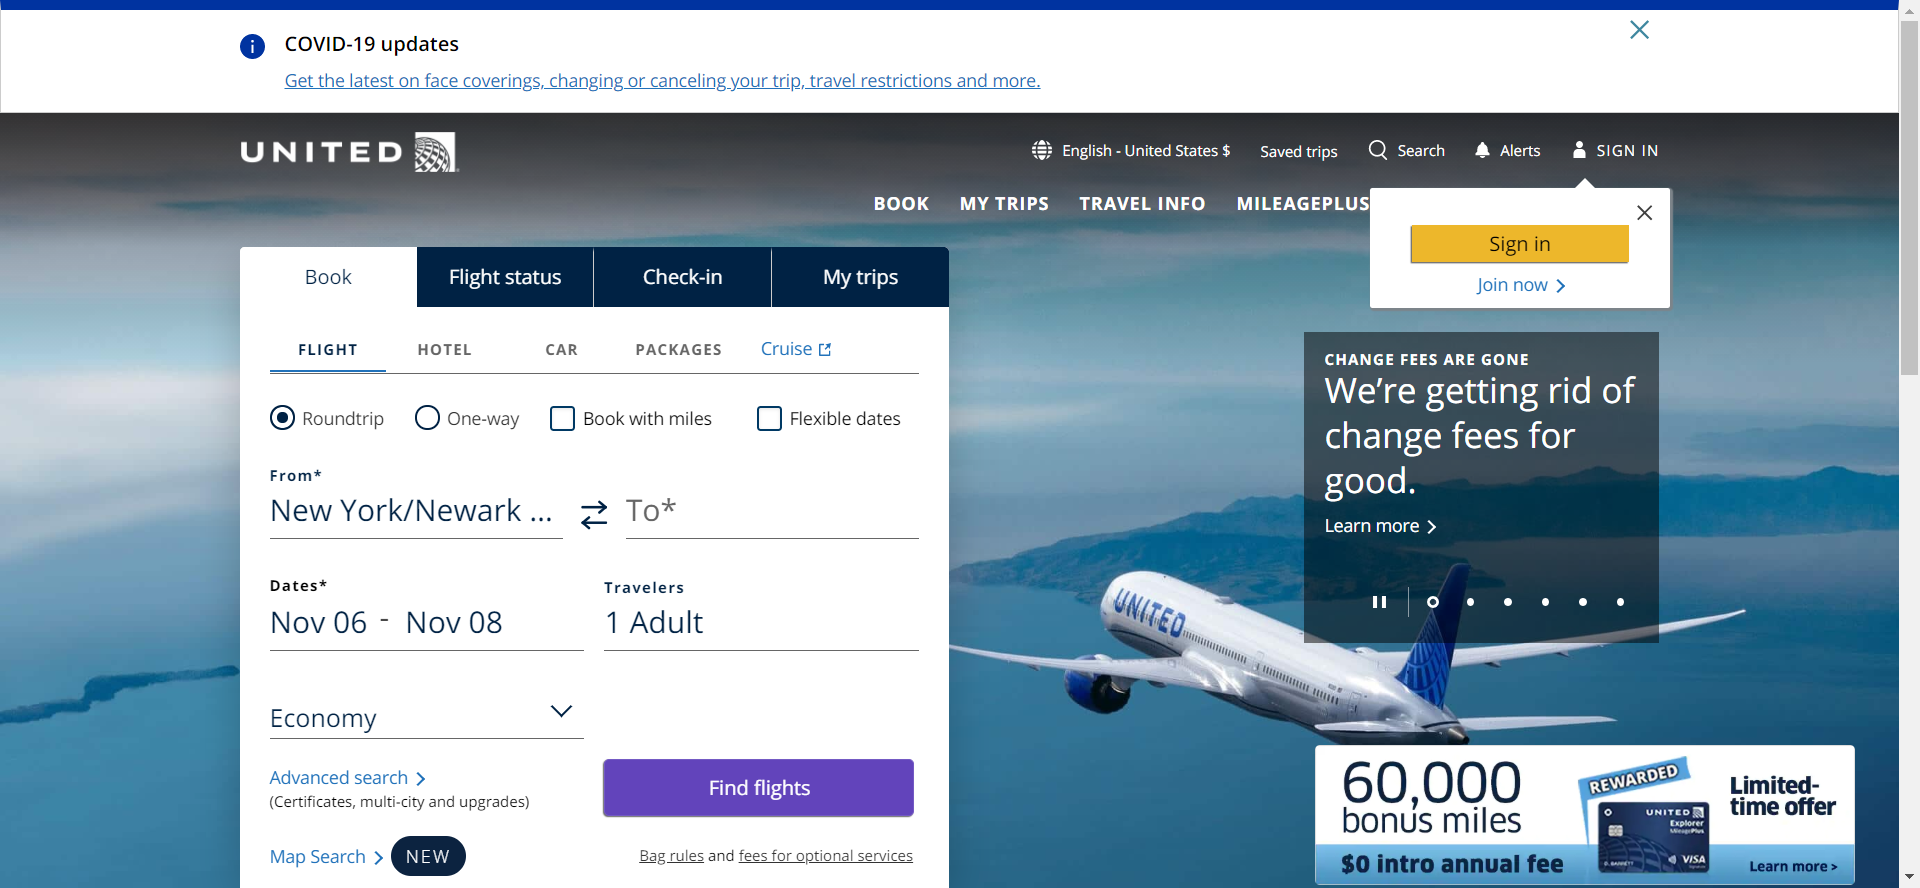 COVID-19 updates
Get the latest on face coverings, changing or canceling your trip, travel restrictions and more.
UNITED
English - United States $
Saved trips
Search
Alerts
SIGN IN
BOOK
MY TRIPS
TRAVEL INFO
MILEAGEPLUS
Sign in
Join now
Book
Flight status
Check-in
My trips
FLIGHT
HOTEL
CAR
PACKAGES
Cruise
Roundtrip
One-way
Book with miles
Flexible dates
From*
New York/Newark ...
To*
Dates*
Nov 06 - Nov 08
Travelers
1 Adult
Economy
Advanced search
(Certificates, multi-city and upgrades)
Find flights
Map Search
NEW
Bag rules and fees for optional services
CHANGE FEES ARE GONE
We're getting rid of
change fees for
good.
Learn more
UNITED
60,000
bonus miles
$0 intro annual fee
REWARDED
UNITED
Explorer
MileagePlus
VISA
Limited-
time offer
Learn more >